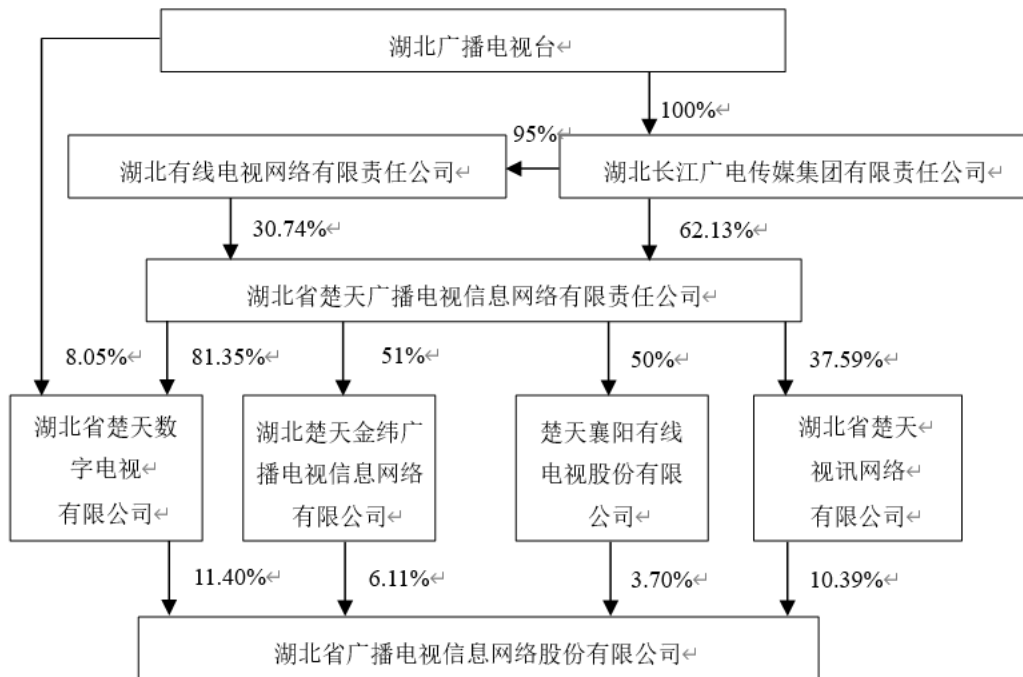 湖北广播电视台↵
100%↵
95%↵
湖北有线电视网络有限责任公司↵
湖北长江广电传媒集团有限责任公司↵
30.74%↵
62.13%↵
湖北省楚天广播电视信息网络有限责任公司↵
8.05%↵
81.35%↵
51%↵
50%↵
37.59%↵
湖北省楚天数
字电视↵
有限公司↵
湖北楚天金纬广
播电视信息网络
有限公司↵
楚天襄阳有线
电视股份有限
公司↵
湖北省楚天↵
视讯网络
有限公司↵
11.40%↵
6.11%↵
3.70%↵
10.39%↵
湖北省广播电视信息网络股份有限公司↵